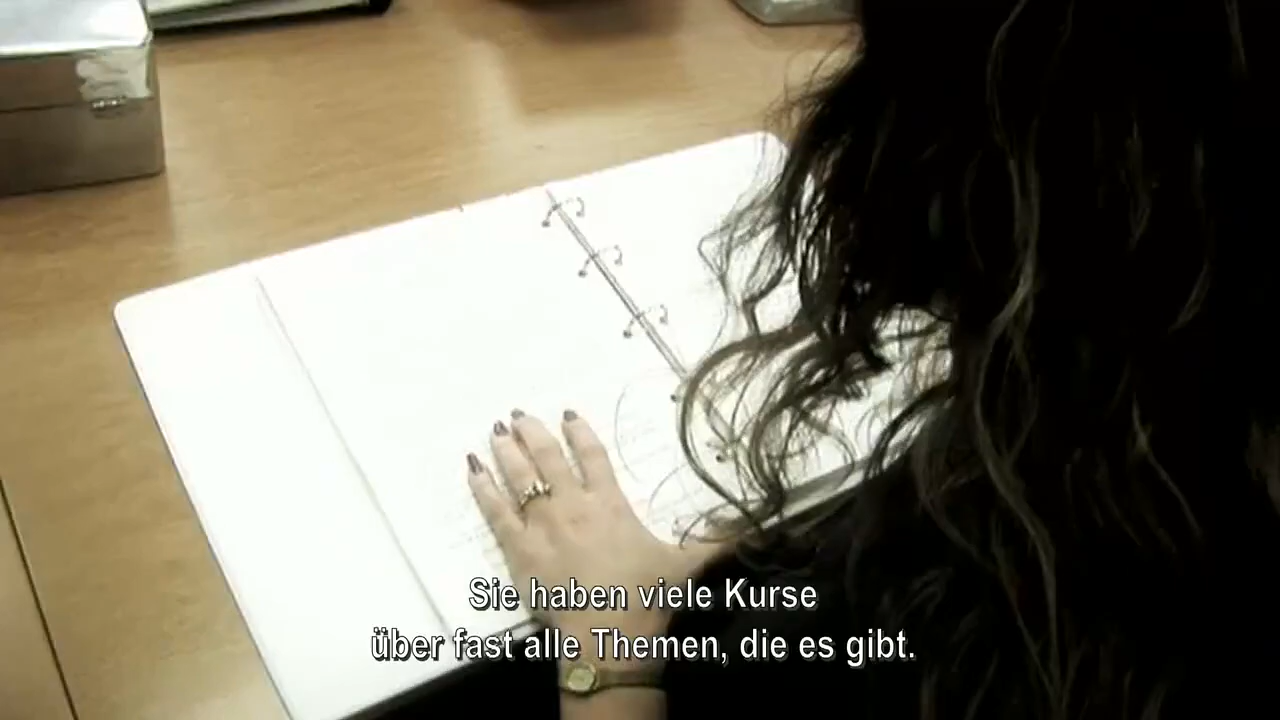 Sie haben viele Kurse
über fast alle Themen, die es gibt.